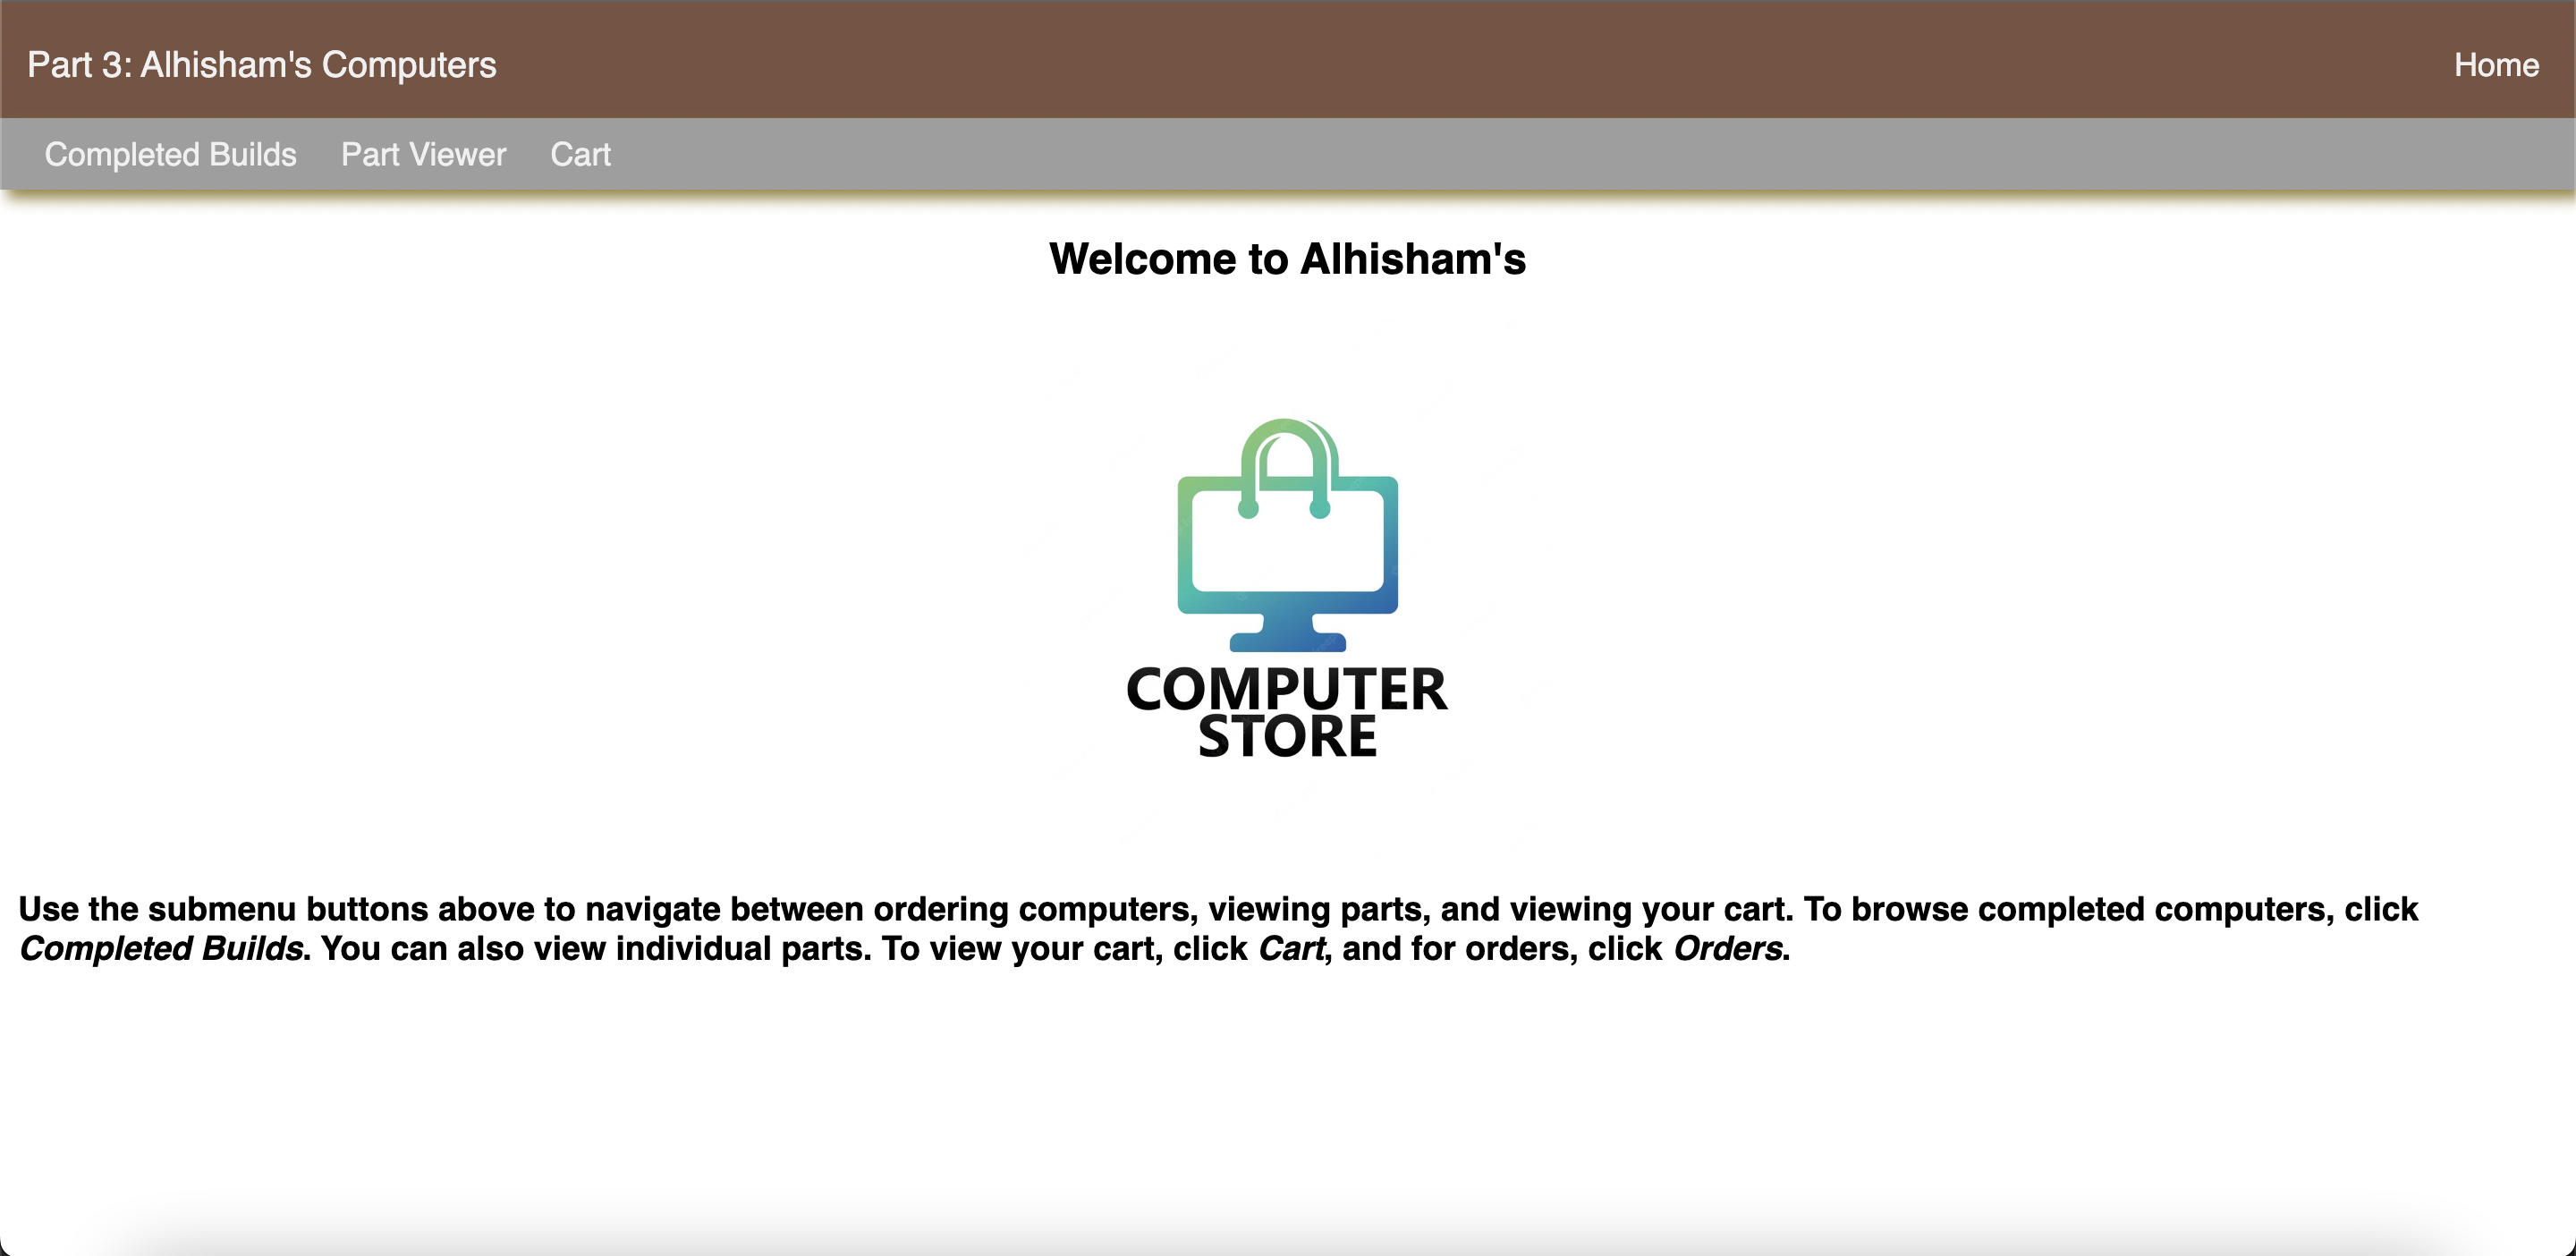 Part 3: Alhisham's Computers
Home
Completed Builds Part Viewer Cart
Welcome to Alhisham's
COMPUTER
STORE
Use the submenu buttons above to navigate between ordering computers, viewing parts, and viewing your cart. To browse completed computers, click
Completed Builds. You can also view individual parts. To view your cart, click Cart, and for orders, click Orders.